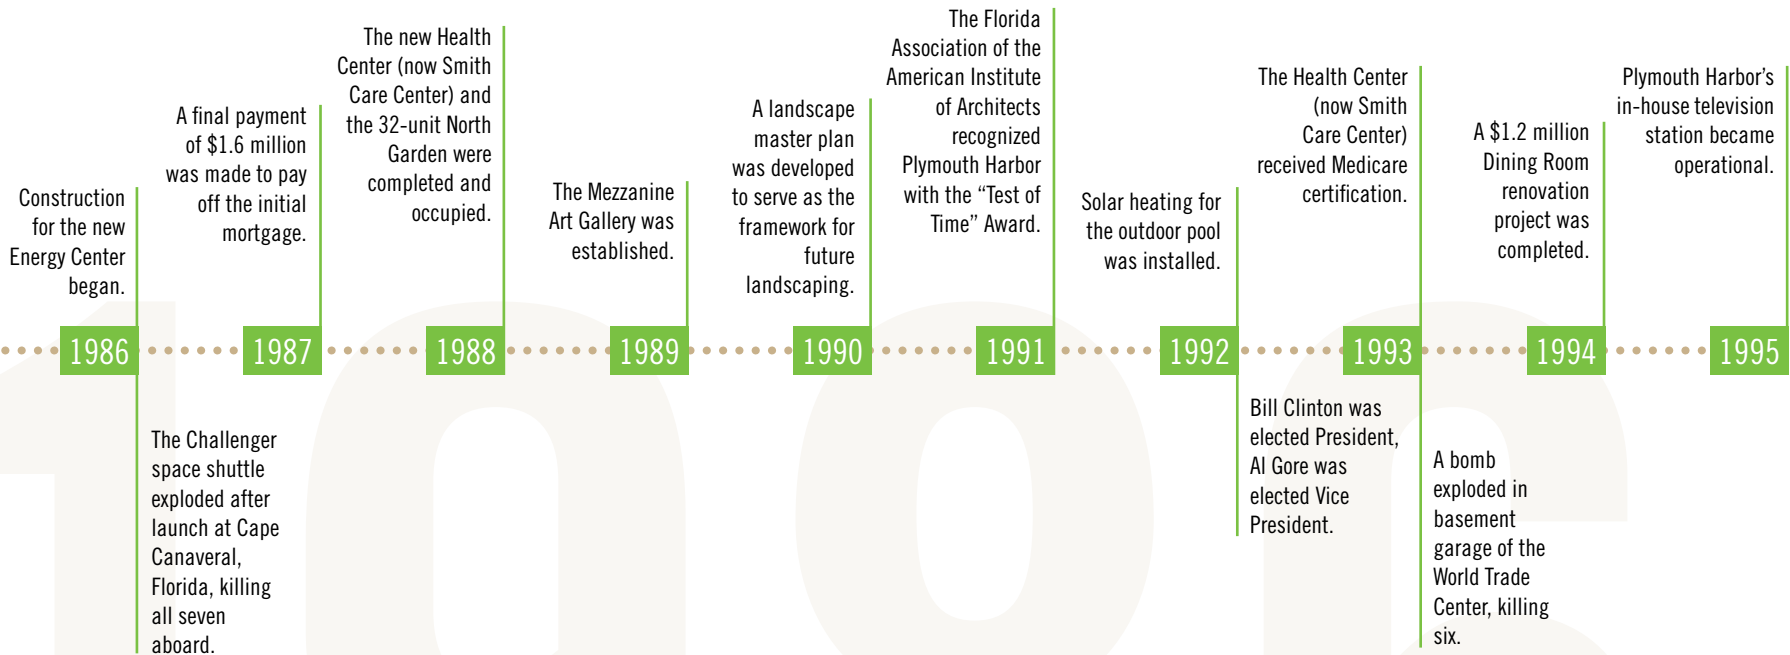 Construction
for the new
Energy Center
began.
A final payment
of $1.6 million
was made to pay
off the initial
mortgage.
The new Health
Center (now Smith
Care Center) and
the 32-unit North
Garden were
completed and
occupied.
The Mezzanine
Art Gallery was
established.
A landscape
master plan
was developed
to serve as the
framework for
future
landscaping.
The Florida
Association of the
American Institute
of Architects
recognized
Plymouth Harbor
with the “Test of
Time” Award.
Solar heating for
the outdoor pool
was installed.
The Health Center
(now Smith
Care Center)
received Medicare
certification.
A $1.2 million
Dining Room
renovation
project was
completed.
Plymouth Harbor’s
in-house television
station became
operational.
1986
1987
1988
1989
1990
1991
1992
1993
1994
1995
The Challenger
space shuttle
exploded after
launch at Cape
Canaveral,
Florida, killing
all seven
aboard.
Bill Clinton was
elected President,
Al Gore was
elected Vice
President.
A bomb
exploded in
basement
garage of the
World Trade
Center, killing
six.